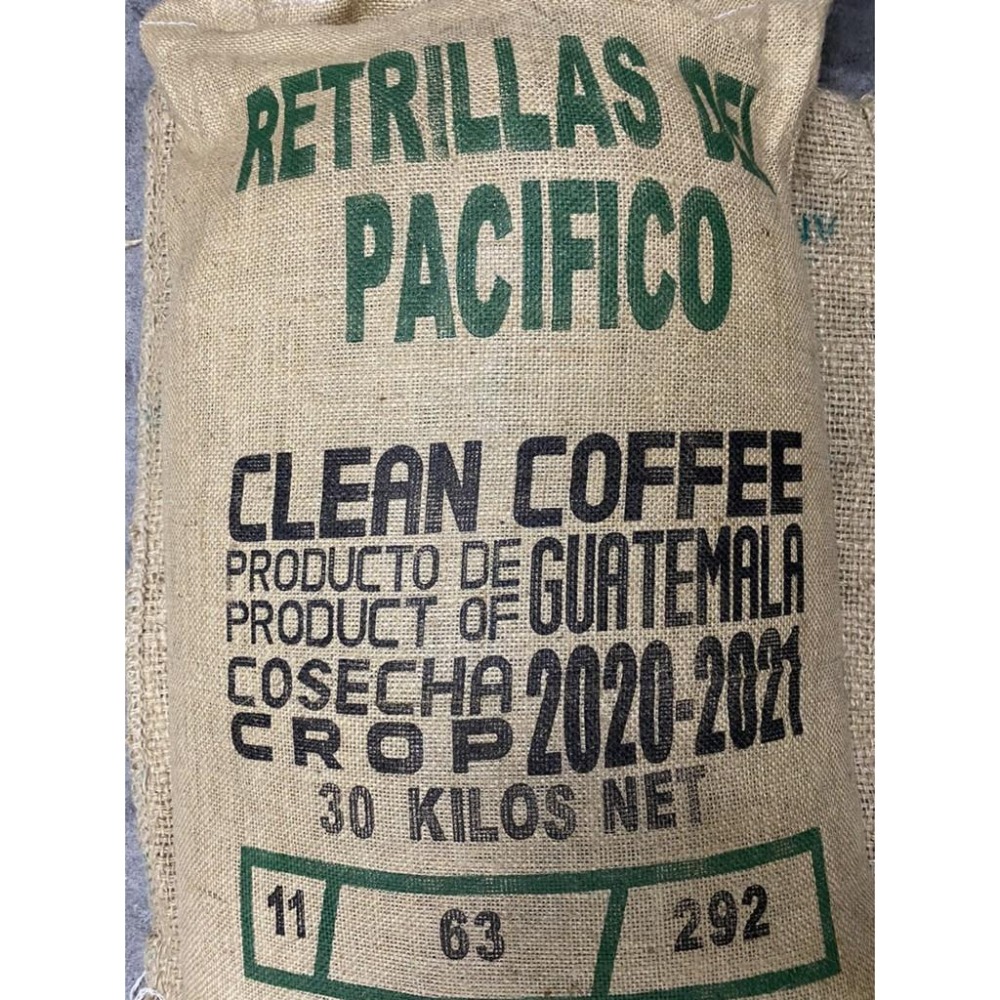 RETRILLAS DEL
PACIFICO
CLEAN COFFEE
PRODUCTO DE
PRODUCT OF GUATEMALA
COSECHA
CROP 2020-2021
30 KILOS NET
11 63 292